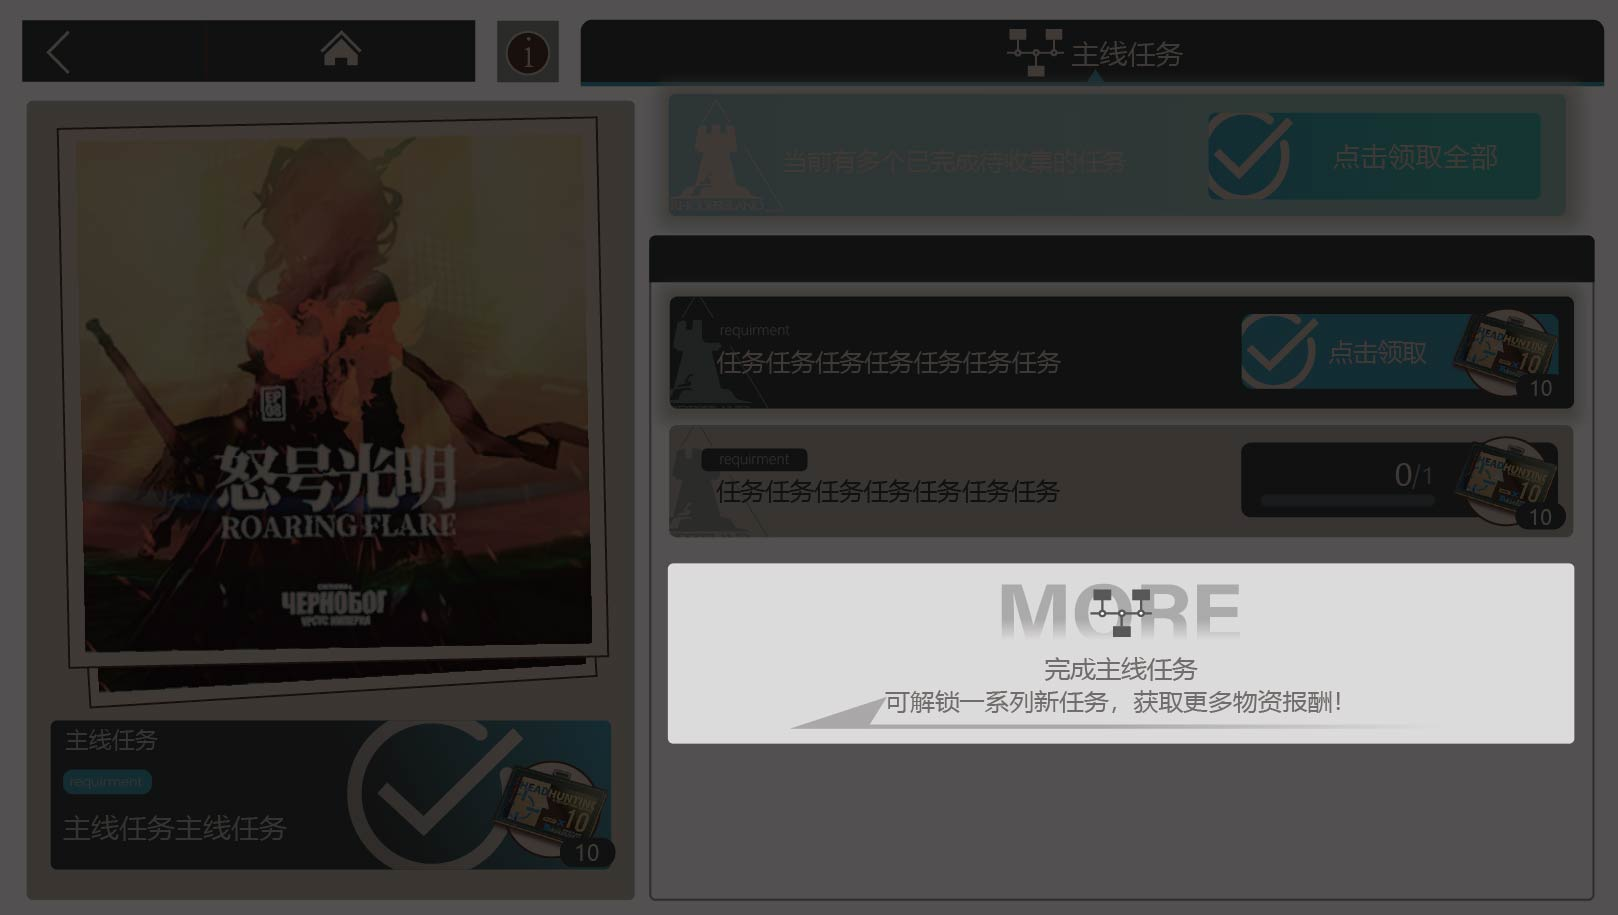 主线任务
当前有多个已完成待收集的任务
点击领取全部
requirment
任务任务任务任务任务任务任务
点击领取
10
requirment
任务任务任务任务任务任务任务
0/1
10
MORE
完成主线任务
可解锁一系列新任务，获取更多物资报酬！
EP
08
怒号光明
ROARING FLARE
ЧЕРНОБОГ
主线任务
requirment
主线任务主线任务
HEADHUNTING
10
10